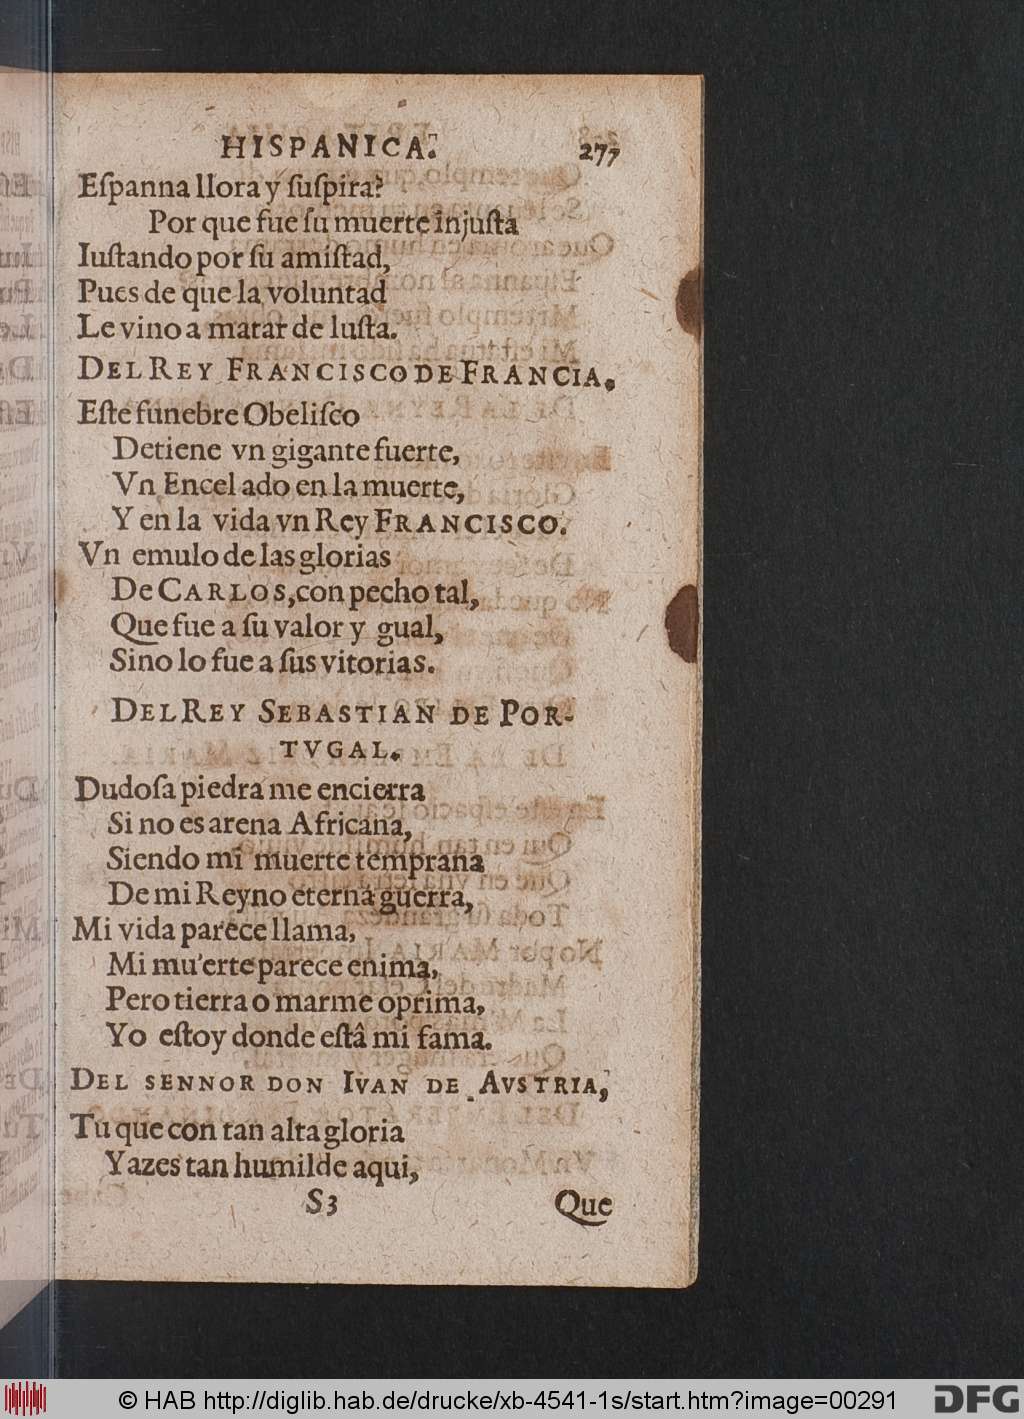 HISPANICA. 277
Eſpanna llora y ſuſpira?
Por que fue ſu muerte injuſta
Iuſtando por ſu amiſtad,
Pues de que la voluntad
Le vino a matar de luſta.
DEL REY FRANCISCO DE FRANCIA.
Eſte funebre Obeliſco
Detiene vn gigante fuerte,
Vn Encelado en la muerte,
Y en la vida vn Rey FRANCISCO.
Vn emulo de las glorias
De CARLOS, con pecho tal,
Que fue a ſu valor y gual,
Sino lo fue a ſus vitorias.
DEL REY SEBASTIAN DE POR-
TVGAL.
Dudoſa piedra me encierra
Si no es arena Africana,
Siendo mi muerte temprana
De mi Reyno eterna guerra,
Mi vida parece llama,
Mi muerte parece enima,
Pero tierra o marme oprima,
Yo eſtoy donde eſtâ mi fama.
DEL SENNOR DON IVAN DE AVSTRIA,
Tu que con tan alta gloria
Yazes tan humilde aqui,
S3 Que
© HAB http://diglib.hab.de/drucke/xb-4541-1s/start.htm?image=00291 DFG